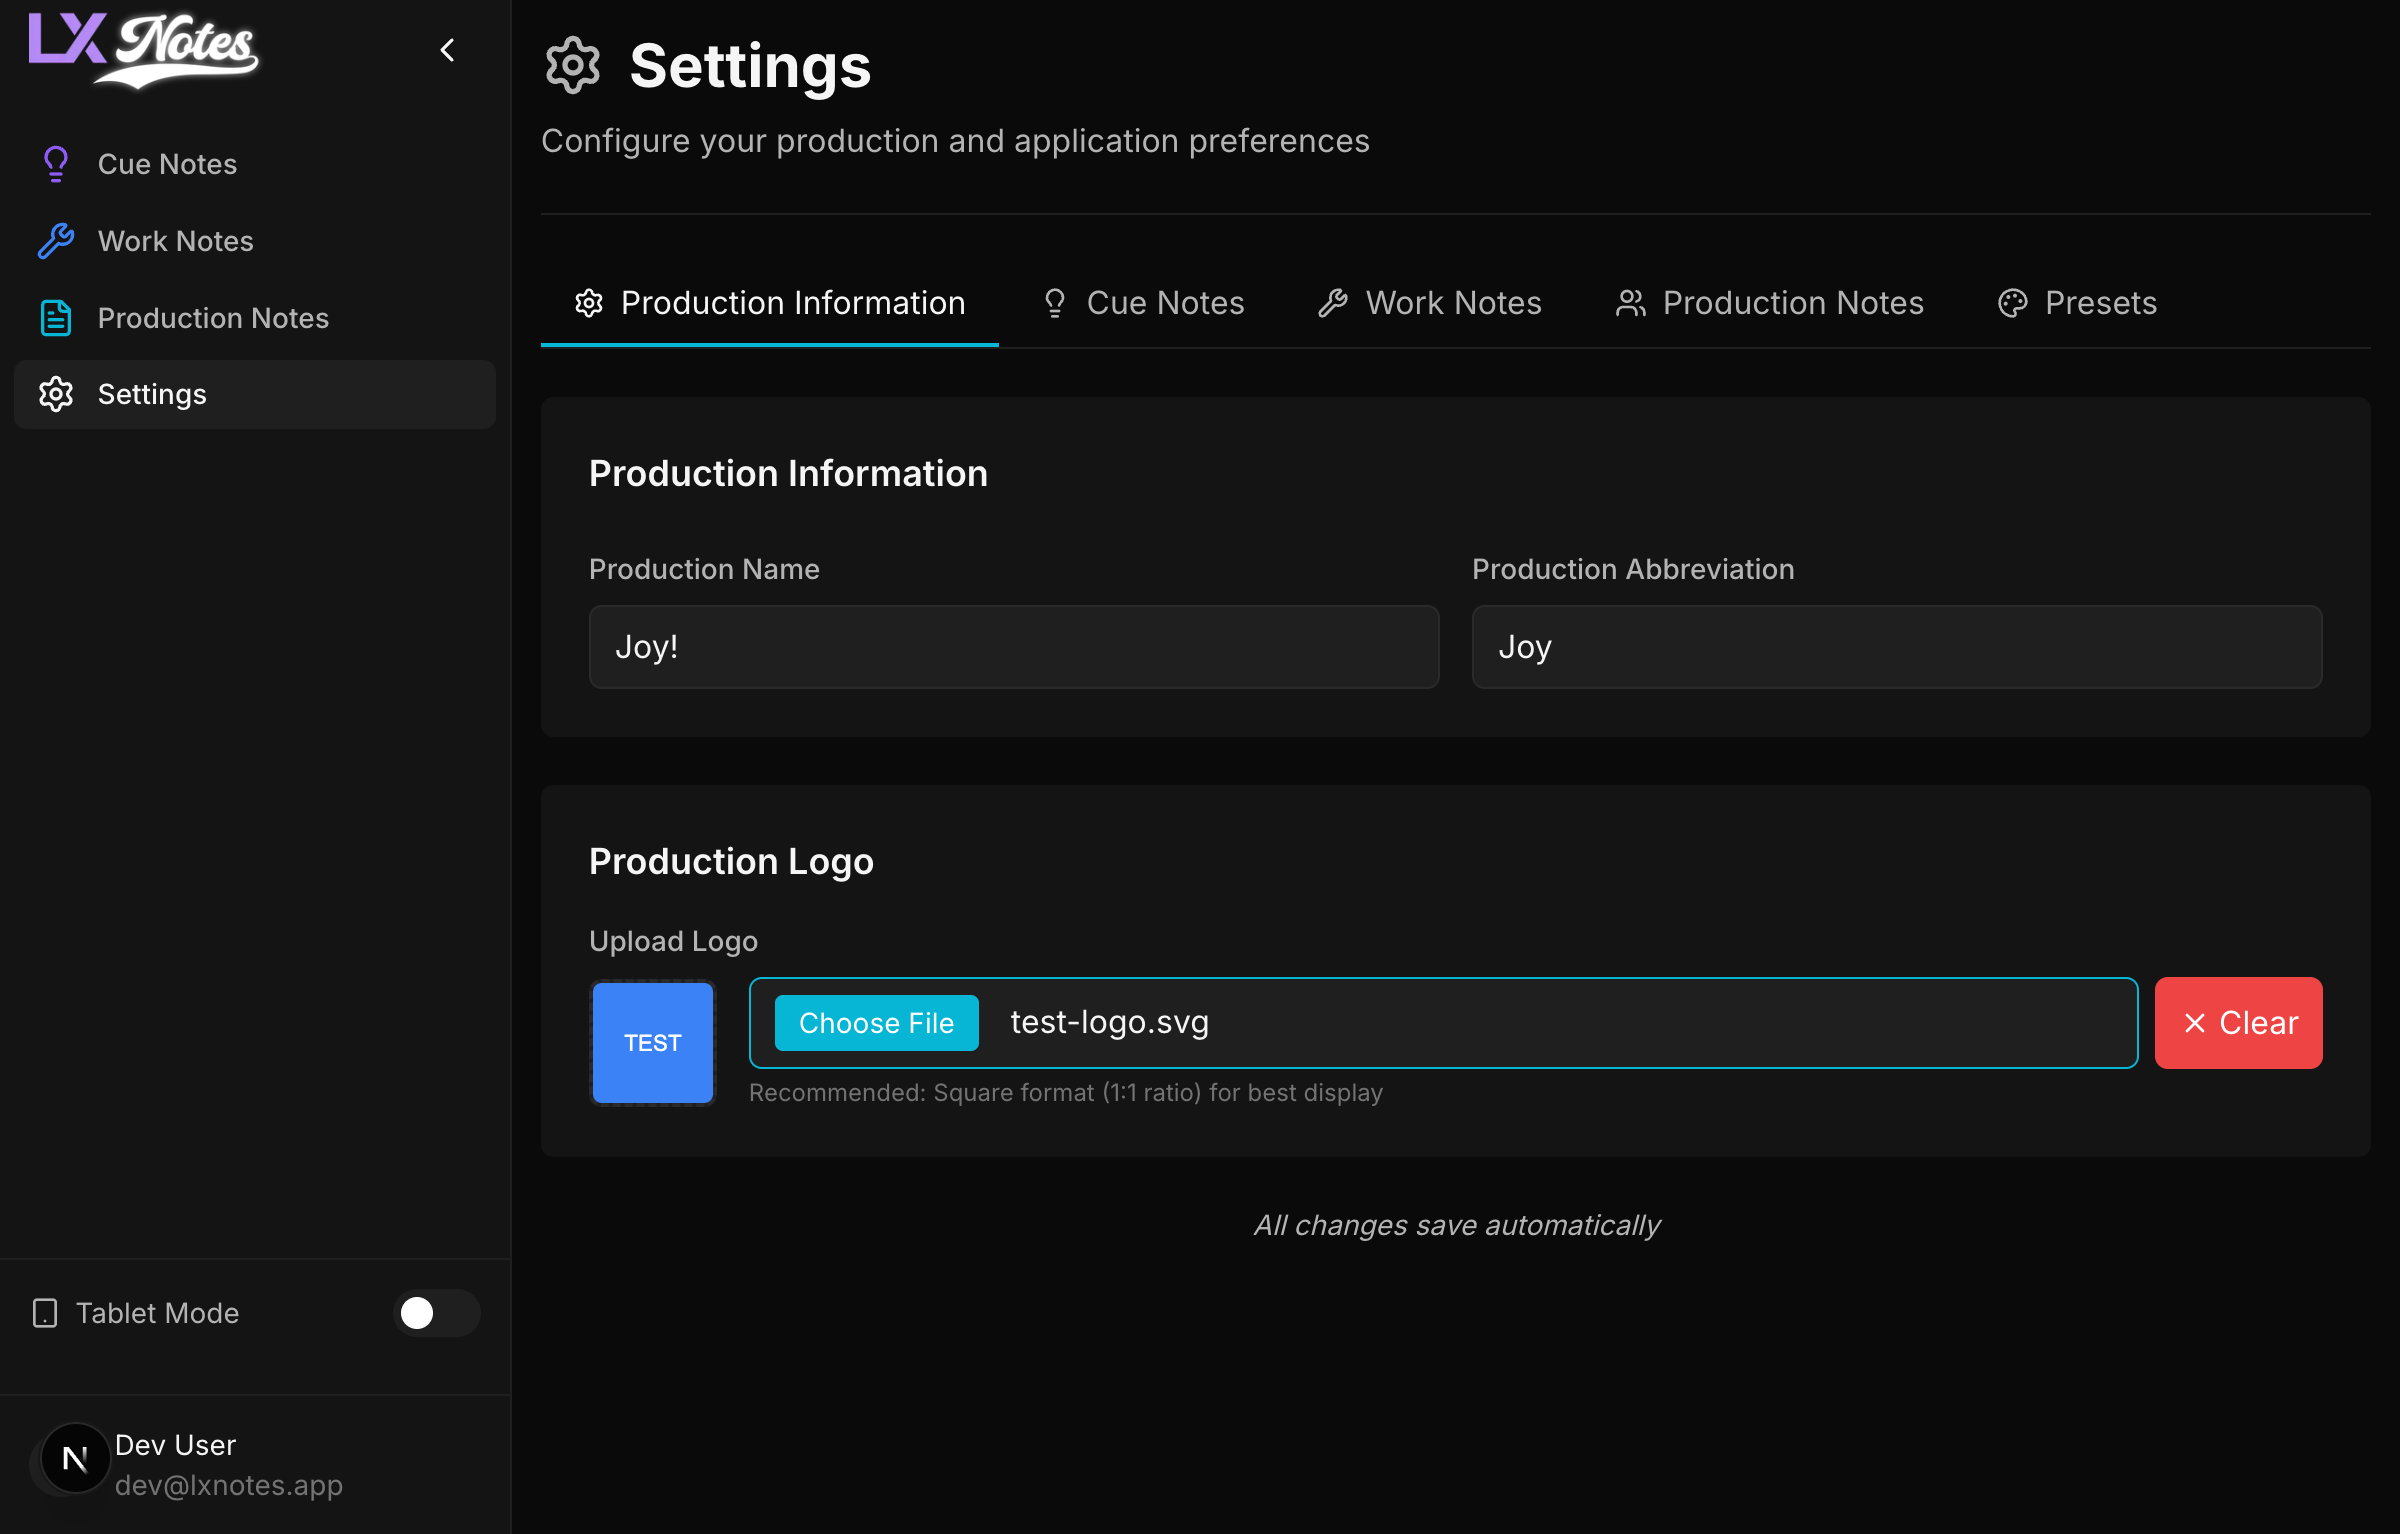 LX Notes
Cue Notes
Work Notes
Production Notes
Settings
Tablet Mode
N
Dev User
dev@lxnotes.app
Settings
Configure your production and application preferences
Production Information
Cue Notes
Work Notes
Production Notes
Presets
Production Information
Production Name
Production Abbreviation
Joy!
Joy
Production Logo
Upload Logo
TEST
Choose File
test-logo.svg
Clear
Recommended: Square format (1:1 ratio) for best display
All changes save automatically